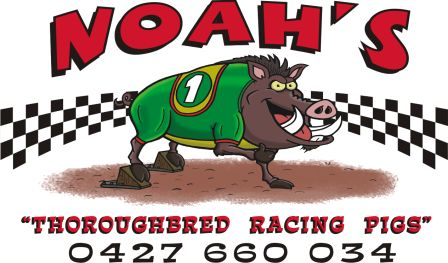 NOAH'S
1
"THOROUGHBRED RACING PIGS"
0427 660 034